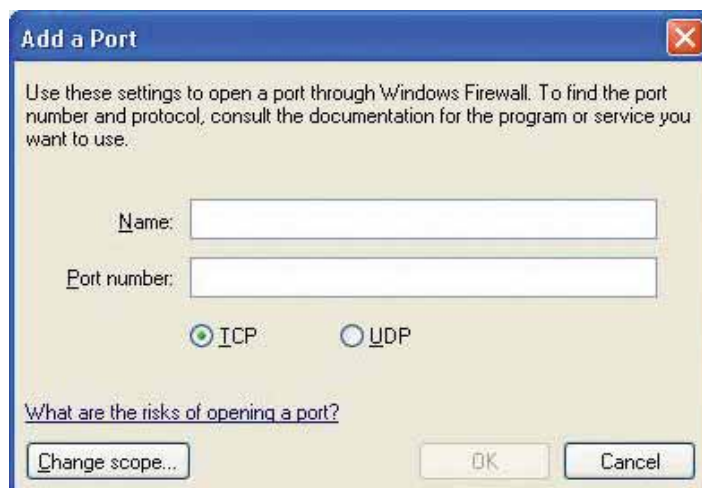 Add a Port
Use these settings to open a port through Windows Firewall. To find the port
number and protocol, consult the documentation for the program or service you
want to use.
Name:
Port number:
TCP UDP
What are the risks of opening a port?
Change scope... OK Cancel